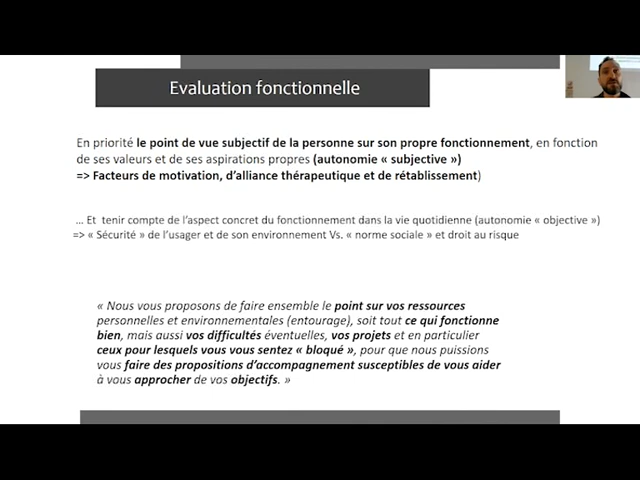 Evaluation fonctionnelle
En priorité le point de vue subjectif de la personne sur son propre fonctionnement, en fonction
de ses valeurs et de ses aspirations propres (autonomie « subjective »)
=> Facteurs de motivation, d’alliance thérapeutique et de rétablissement)
... Et tenir compte de l’aspect concret du fonctionnement dans la vie quotidienne (autonomie « objective »)
=> « Sécurité » de l’usager et de son environnement Vs. « norme sociale » et droit au risque
« Nous vous proposons de faire ensemble le point sur vos ressources
personnelles et environnementales (entourage), soit tout ce qui fonctionne
bien, mais aussi vos difficultés éventuelles, vos projets et en particulier
ceux pour lesquels vous vous sentez « bloqué », pour que nous puissions
vous faire des propositions d’accompagnement susceptibles de vous aider
à vous approcher de vos objectifs. »